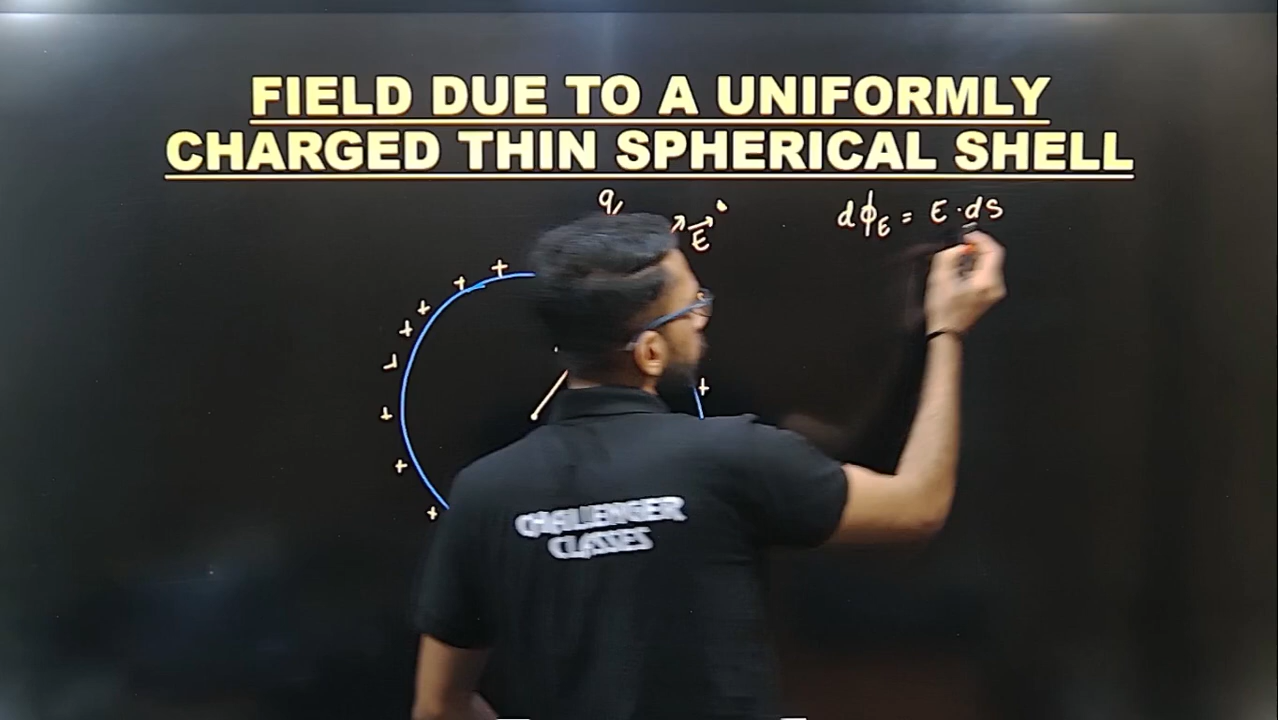 FIELD DUE TO A UNIFORMLY
CHARGED THIN SPHERICAL SHELL
q
E
dϕE = E · dS
+
+
+
+
+
+
+
CHALLENGER
CLASSES